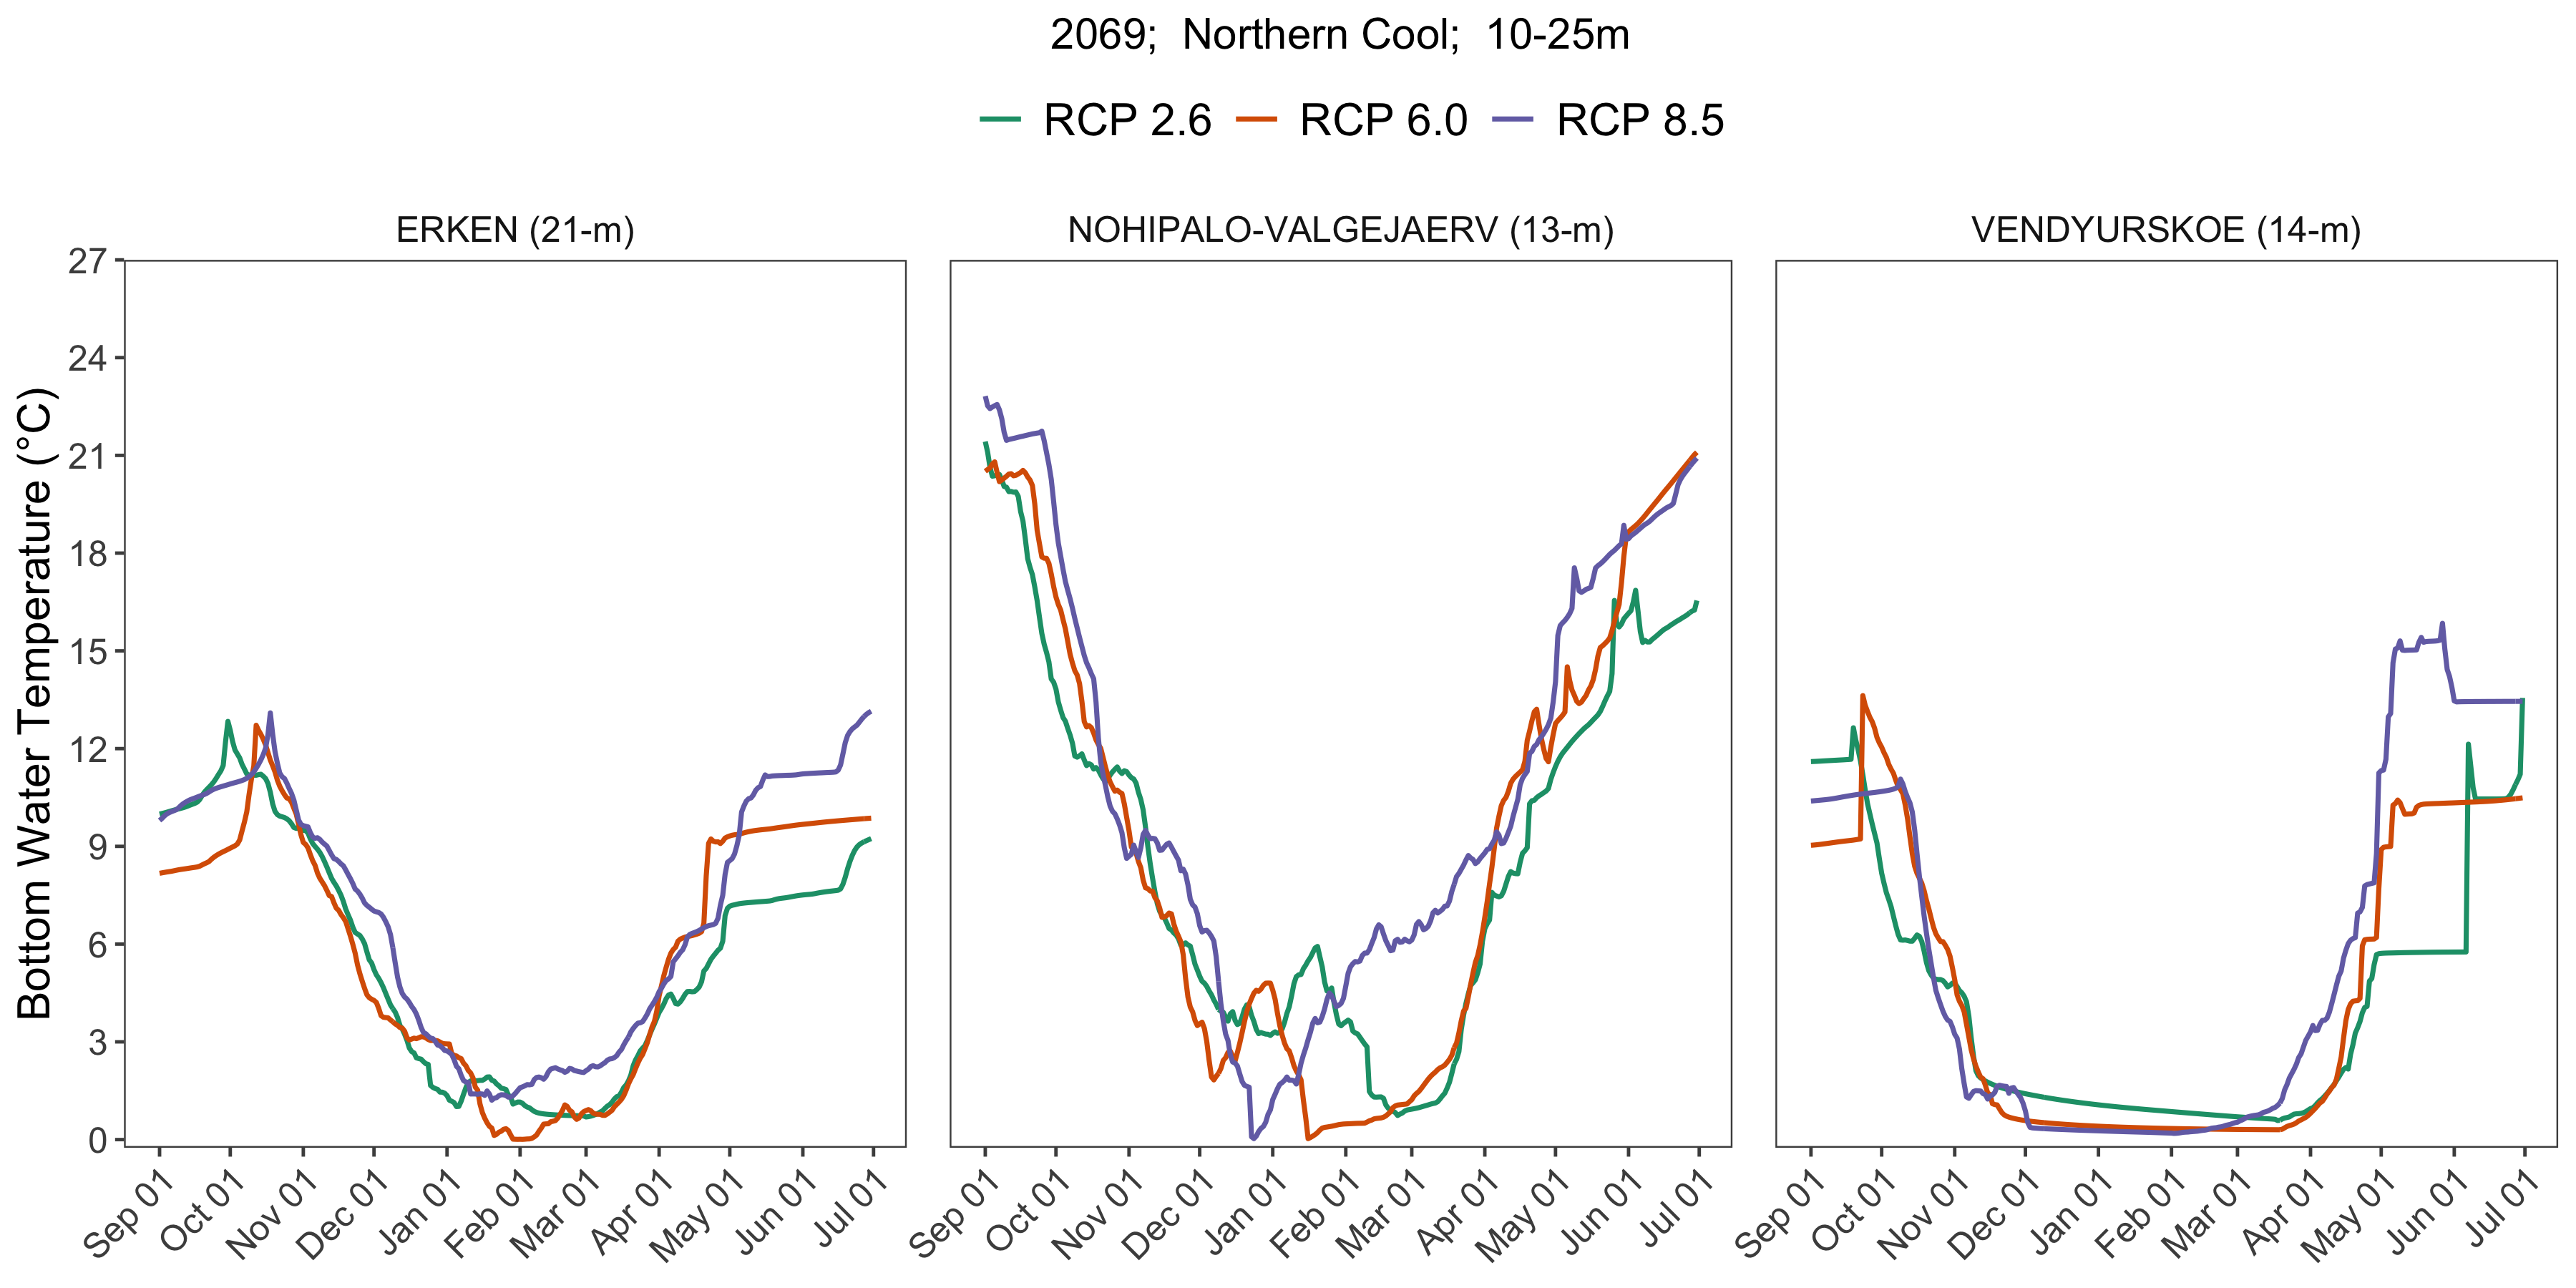 2069; Northern Cool; 10-25m
RCP 2.6 RCP 6.0 RCP 8.5
ERKEN (21-m) NOHIPALO-VALGEJAERV (13-m) VENDYURSKOE (14-m)
Bottom Water Temperature (°C)
27
24
21
18
15
12
9
6
3
0
Sep 01 Oct 01 Nov 01 Dec 01 Jan 01 Feb 01 Mar 01 Apr 01 May 01 Jun 01 Jul 01
Sep 01 Oct 01 Nov 01 Dec 01 Jan 01 Feb 01 Mar 01 Apr 01 May 01 Jun 01 Jul 01
Sep 01 Oct 01 Nov 01 Dec 01 Jan 01 Feb 01 Mar 01 Apr 01 May 01 Jun 01 Jul 01